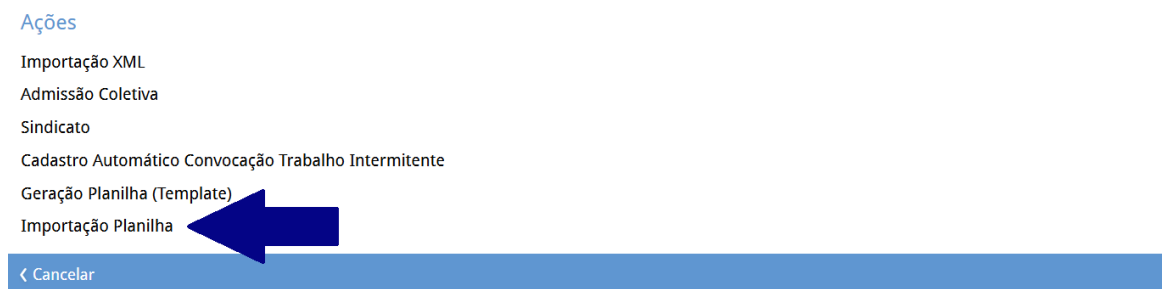 Ações
Importação XML
Admissão Coletiva
Sindicato
Cadastro Automático Convocação Trabalho Intermitente
Geração Planilha (Template)
Importação Planilha
Cancelar